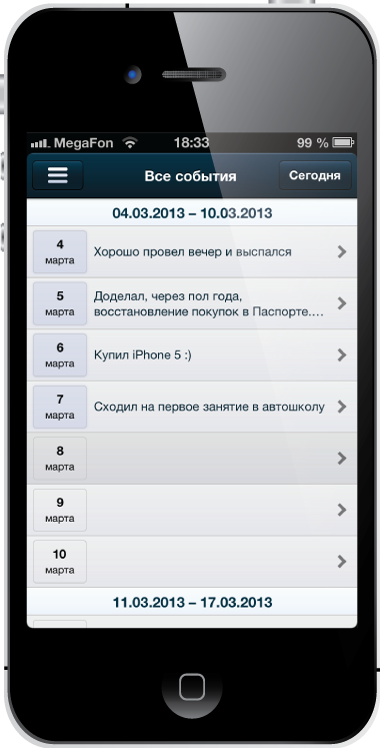 MegaFon 18:33 99 %
Все события Сегодня
04.03.2013 – 10.03.2013
4
марта
Хорошо провел вечер и выспался
5
марта
Доделал, через пол года,
восстановление покупок в Паспорте....
6
марта
Купил iPhone 5 :)
7
марта
Сходил на первое занятие в автошколу
8
марта
9
марта
10
марта
11.03.2013 – 17.03.2013